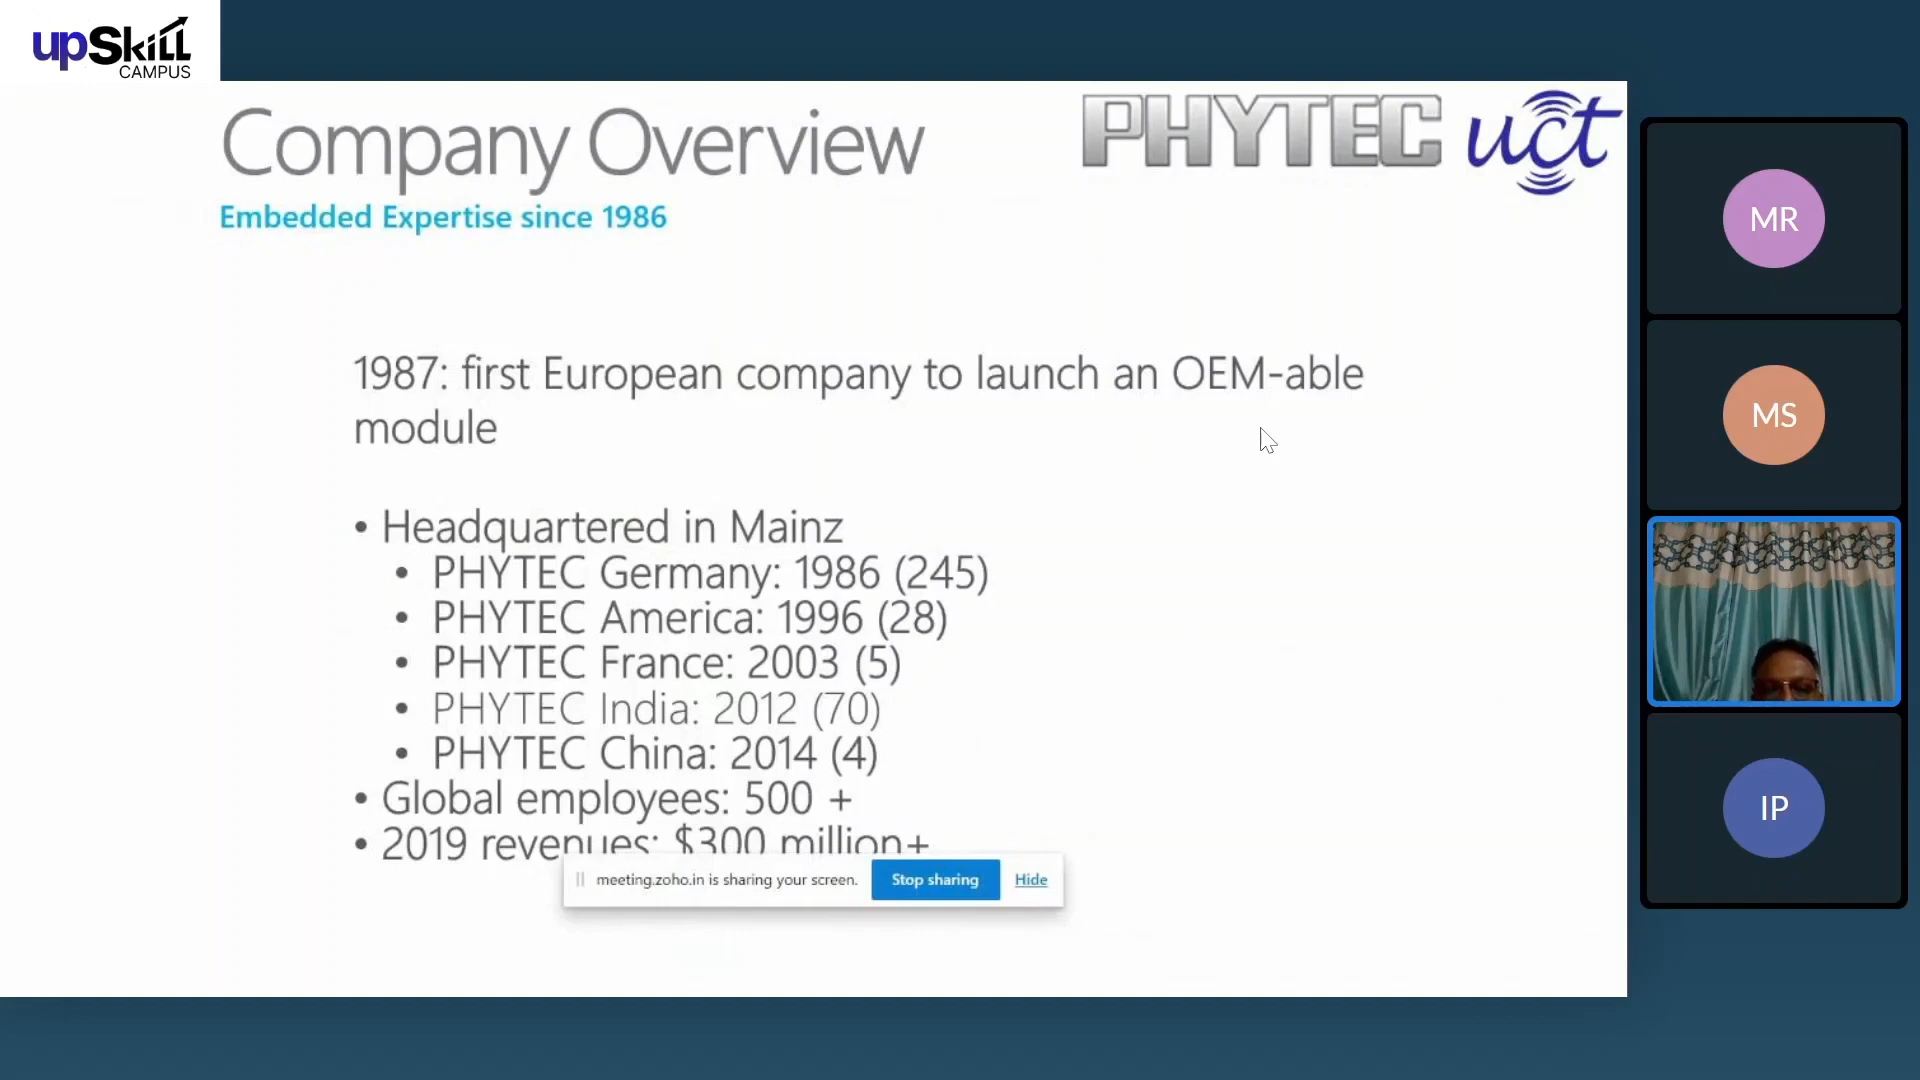 upSkill
CAMPUS
Company Overview
PHYTEC
uct
Embedded Expertise since 1986
1987: first European company to launch an OEM-able
module
• Headquartered in Mainz
• PHYTEC Germany: 1986 (245)
• PHYTEC America: 1996 (28)
• PHYTEC France: 2003 (5)
• PHYTEC India: 2012 (70)
• PHYTEC China: 2014 (4)
• Global employees: 500 +
• 2019 revenues: $300 million+
meeting.zoho.in is sharing your screen.
Stop sharing
Hide
MR
MS
IP